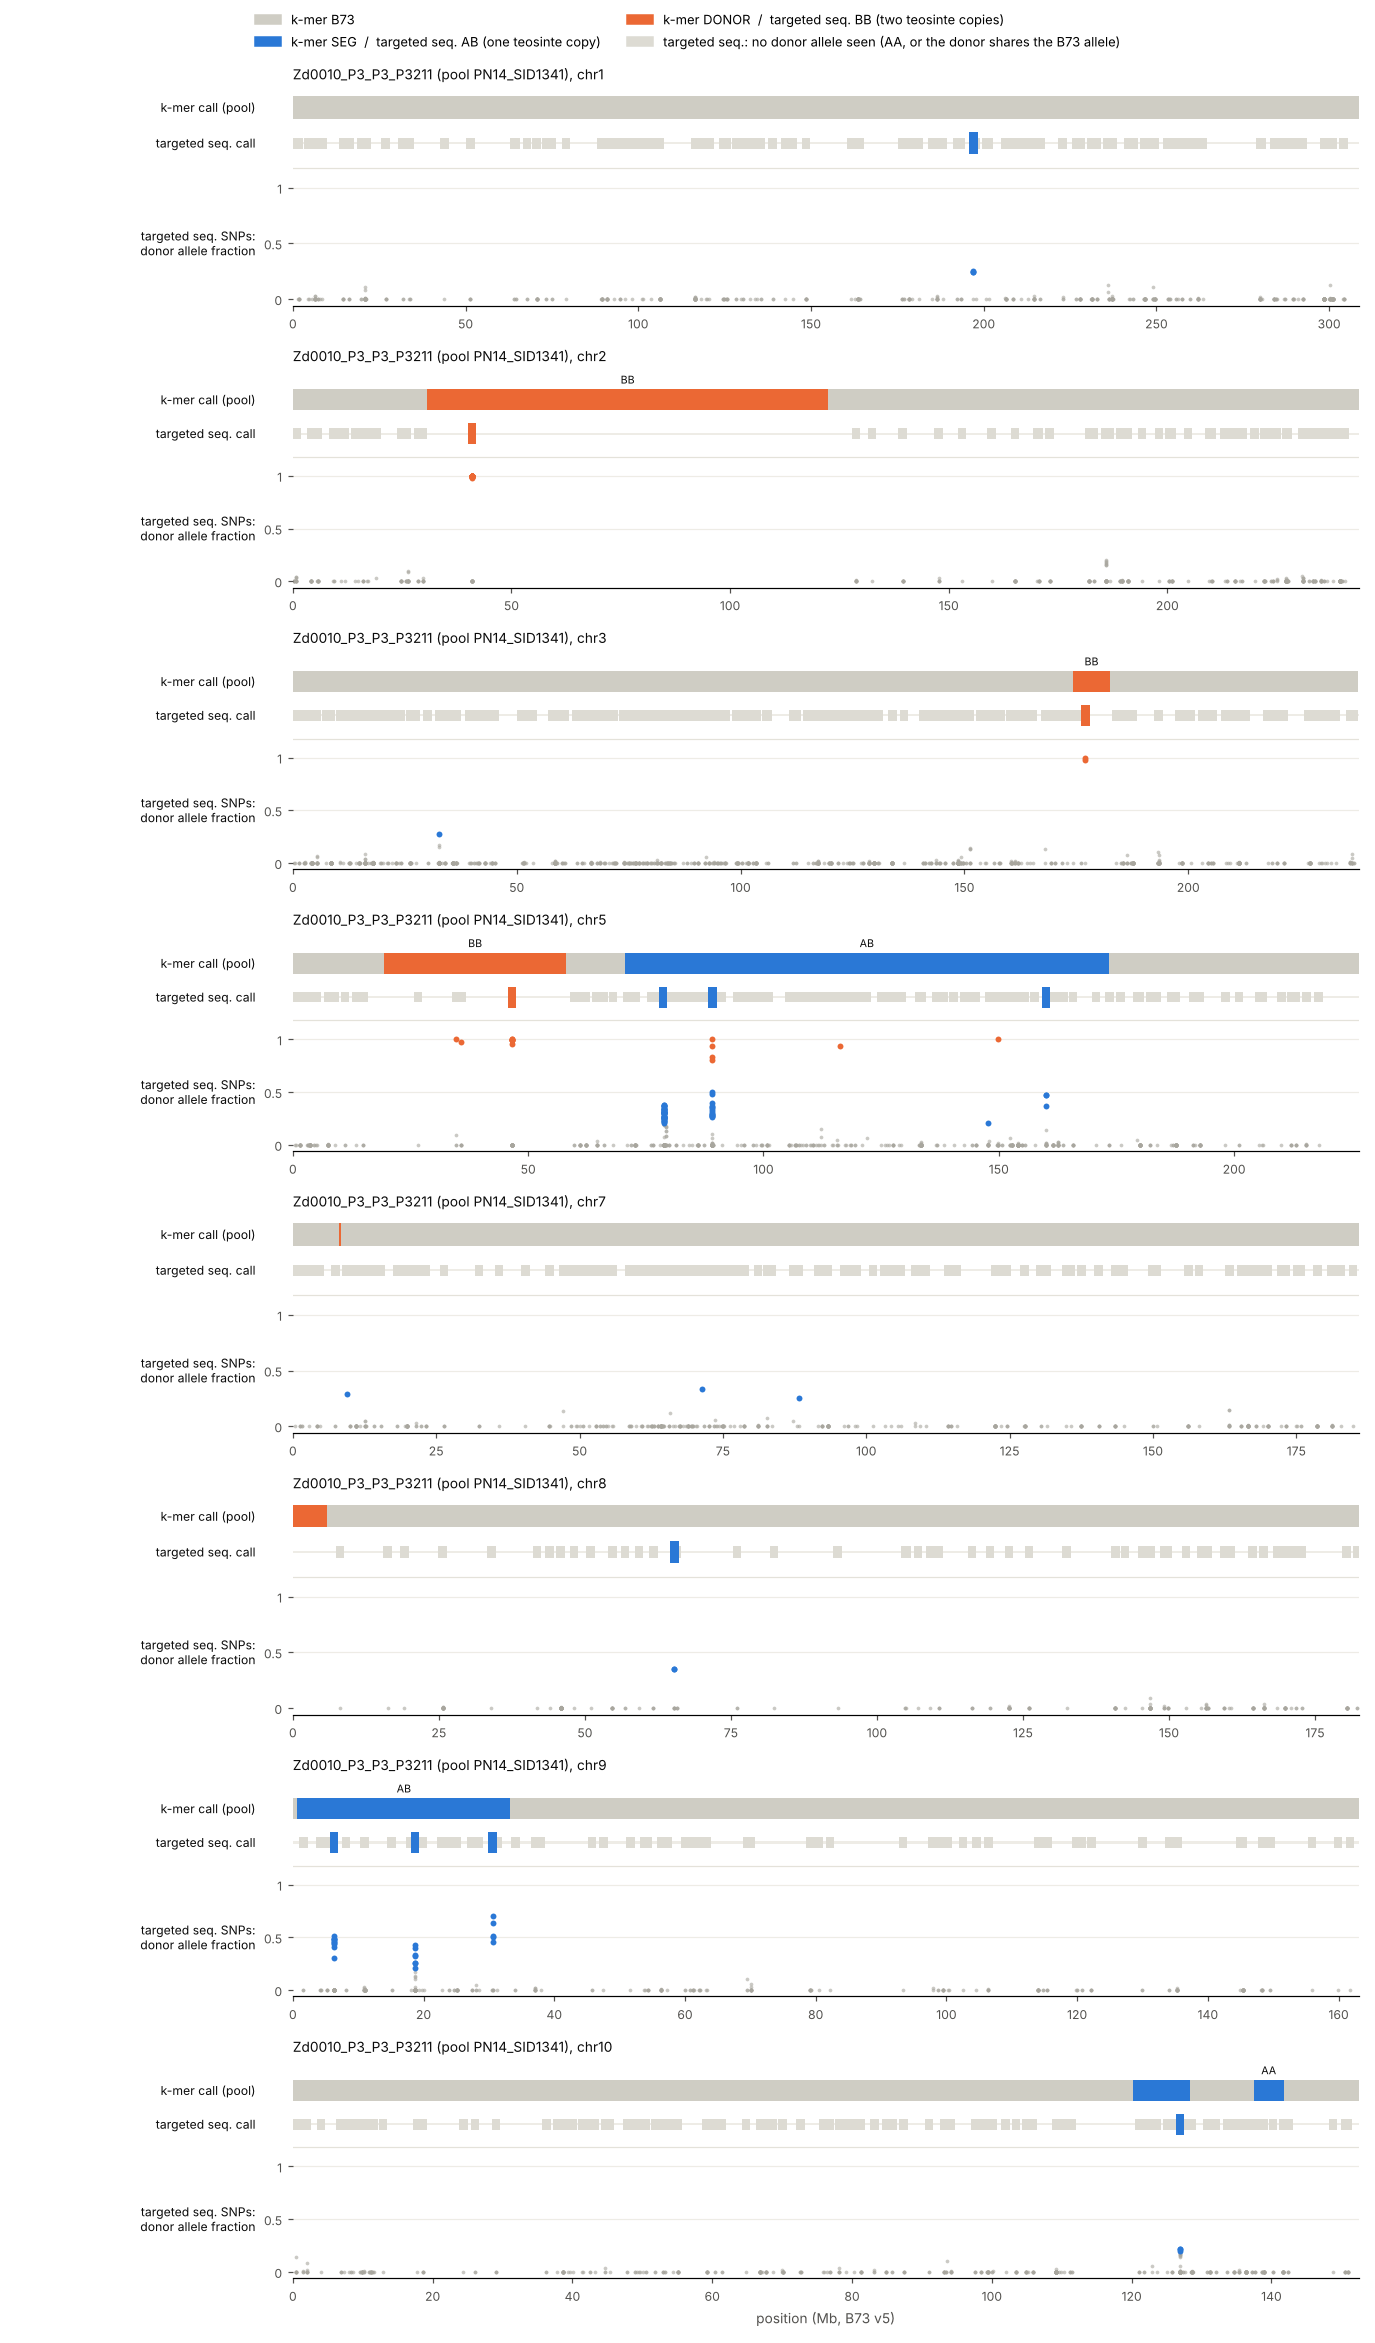 k-mer B73
k-mer DONOR / targeted seq. BB (two teosinte copies)
k-mer SEG / targeted seq. AB (one teosinte copy)
targeted seq.: no donor allele seen (AA, or the donor shares the B73 allele)
Zd0010_P3_P3_P3211 (pool PN14_SID1341), chr1
k-mer call (pool)
targeted seq. call
1
targeted seq. SNPs:
donor allele fraction
0.5
0
0 50 100 150 200 250 300
Zd0010_P3_P3_P3211 (pool PN14_SID1341), chr2
BB
k-mer call (pool)
targeted seq. call
1
targeted seq. SNPs:
donor allele fraction
0.5
0
0 50 100 150 200
Zd0010_P3_P3_P3211 (pool PN14_SID1341), chr3
BB
k-mer call (pool)
targeted seq. call
1
targeted seq. SNPs:
donor allele fraction
0.5
0
0 50 100 150 200
Zd0010_P3_P3_P3211 (pool PN14_SID1341), chr5
BB AB
k-mer call (pool)
targeted seq. call
1
targeted seq. SNPs:
donor allele fraction
0.5
0
0 50 100 150 200
Zd0010_P3_P3_P3211 (pool PN14_SID1341), chr7
k-mer call (pool)
targeted seq. call
1
targeted seq. SNPs:
donor allele fraction
0.5
0
0 25 50 75 100 125 150 175
Zd0010_P3_P3_P3211 (pool PN14_SID1341), chr8
k-mer call (pool)
targeted seq. call
1
targeted seq. SNPs:
donor allele fraction
0.5
0
0 25 50 75 100 125 150 175
Zd0010_P3_P3_P3211 (pool PN14_SID1341), chr9
AB
k-mer call (pool)
targeted seq. call
1
targeted seq. SNPs:
donor allele fraction
0.5
0
0 20 40 60 80 100 120 140 160
Zd0010_P3_P3_P3211 (pool PN14_SID1341), chr10
AA
k-mer call (pool)
targeted seq. call
1
targeted seq. SNPs:
donor allele fraction
0.5
0
0 20 40 60 80 100 120 140
position (Mb, B73 v5)